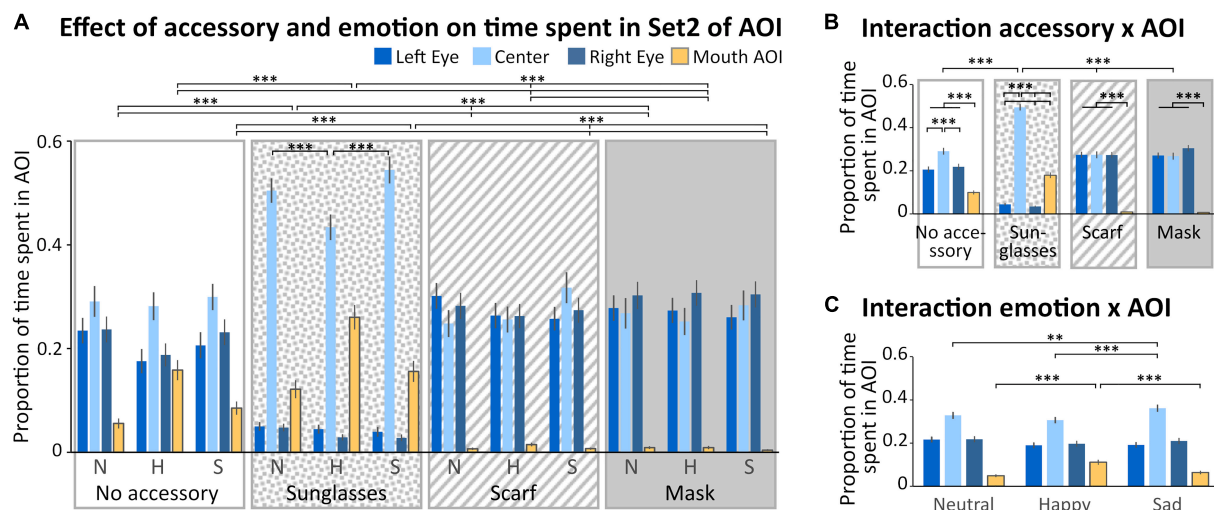 A Effect of accessory and emotion on time spent in Set2 of AOI
Left Eye Center Right Eye Mouth AOI
*** ***
*** ***
*** ***
Proportion of time spent in AOI
0.6
0.4
0.2
0
*** ***
N H S N H S N H S N H S
No accessory Sunglasses Scarf Mask
B Interaction accessory x AOI
*** ***
Proportion of time
spent in AOI
0.6
0.4
0.2
0
*** *** *** ***
***
No acce-
ssory
Sun-
glasses
Scarf
Mask
C Interaction emotion x AOI
Proportion of time
spent in AOI
0.6
0.4
0.2
0
**
***
*** ***
Neutral Happy Sad